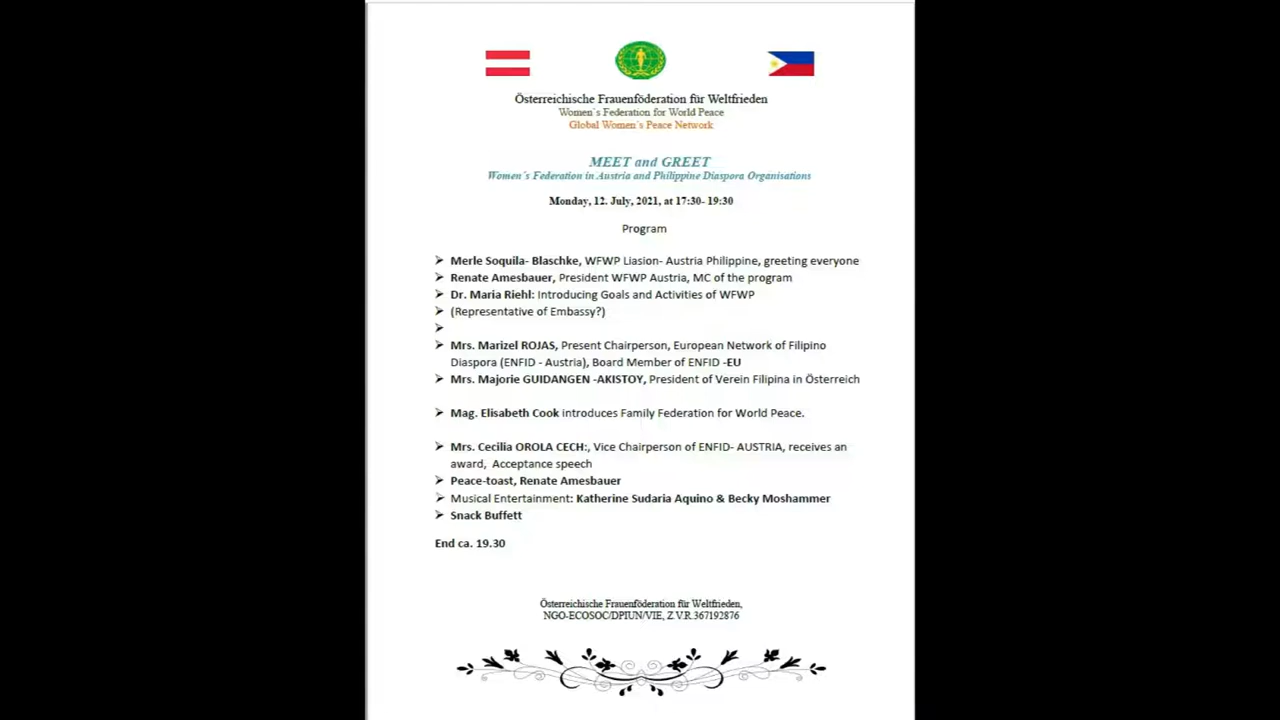 Österreichische Frauenföderation für Weltfrieden
Women´s Federation for World Peace
Global Women´s Peace Network
MEET and GREET
Women´s Federation in Austria and Philippine Diaspora Organisations
Monday, 12. July, 2021, at 17:30- 19:30
Program
➢ Merle Soquila- Blaschke, WFWP Liasion- Austria Philippine, greeting everyone
➢ Renate Amesbauer, President WFWP Austria, MC of the program
➢ Dr. Maria Riehl: Introducing Goals and Activities of WFWP
➢ (Representative of Embassy?)
➢
➢ Mrs. Marizel ROJAS, Present Chairperson, European Network of Filipino
Diaspora (ENFID - Austria), Board Member of ENFID -EU
➢ Mrs. Majorie GUIDANGEN -AKISTOY, President of Verein Filipina in Österreich
➢ Mag. Elisabeth Cook introduces Family Federation for World Peace.
➢ Mrs. Cecilia OROLA CECH:, Vice Chairperson of ENFID- AUSTRIA, receives an
award, Acceptance speech
➢ Peace-toast, Renate Amesbauer
➢ Musical Entertainment: Katherine Sudaria Aquino & Becky Moshammer
➢ Snack Buffett
End ca. 19.30
Österreichische Frauenföderation für Weltfrieden,
NGO-ECOSOC/DPIUN/VIE, Z.V.R.367192876